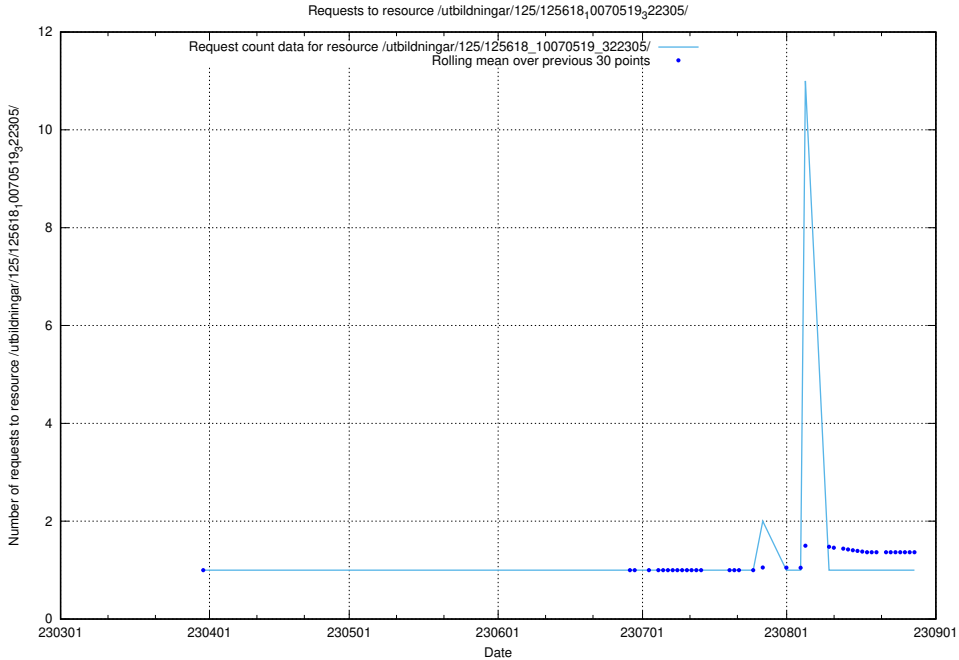 Requests to resource /utbildningar/125/125618₁0070519₃22305/
Number of requests to resource /utbildningar/125/125618₁0070519₃22305/
Request count data for resource /utbildningar/125/125618_10070519_322305/
Rolling mean over previous 30 points
12
10
8
6
4
2
0
230301 230401 230501 230601 230701 230801 230901
Date